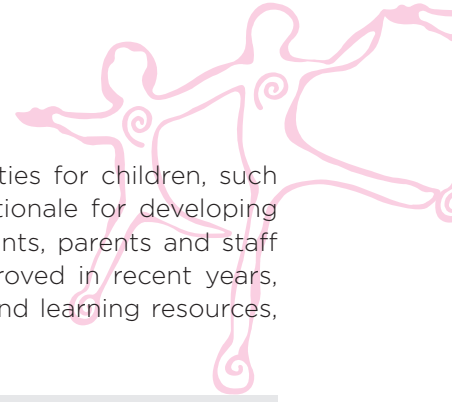 ties for children, such
tionale for developing
nts, parents and staff
roved in recent years,
nd learning resources,